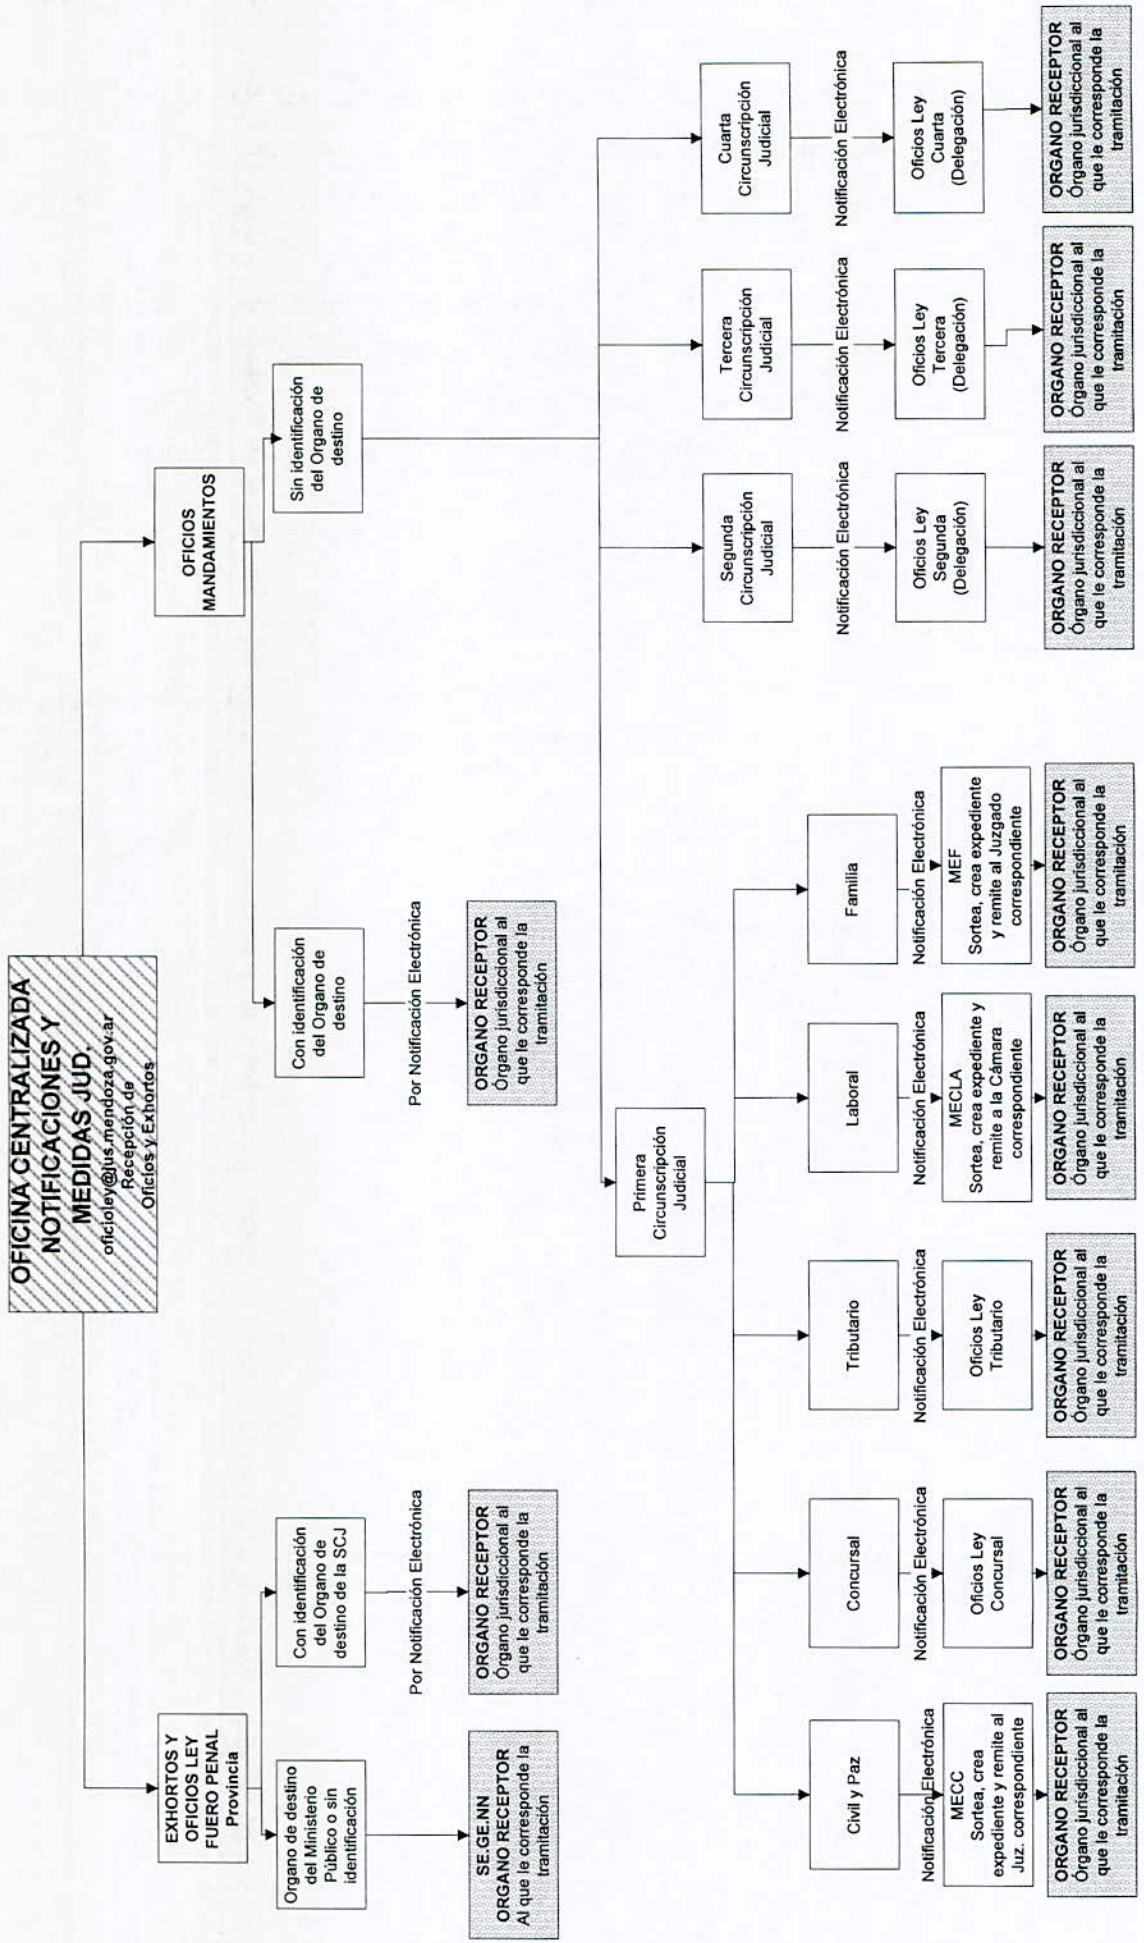 OFICINA CENTRALIZADA
NOTIFICACIONES Y
MEDIDAS JUD.
oficioley@jus.mendoza.gov.ar
Recepción de
Oficios y Exhortos
EXHORTOS Y
OFICIOS LEY
FUERO PENAL
Provincia
OFICIOS
MANDAMIENTOS
Organo de destino
del Ministerio
Público o sin
identificación
Con identificación
del Organo de
destino de la SCJ
Con identificación
del Organo de
destino
Sin identificación
del Organo de
destino
Por Notificación Electrónica
Por Notificación Electrónica
SE.GE.NN
ORGANO RECEPTOR
Al que le corresponde la
tramitación
ORGANO RECEPTOR
Órgano jurisdiccional al
que le corresponde la
tramitación
ORGANO RECEPTOR
Órgano jurisdiccional al
que le corresponde la
tramitación
Primera
Circunscripción
Judicial
Segunda
Circunscripción
Judicial
Tercera
Circunscripción
Judicial
Cuarta
Circunscripción
Judicial
Civil y Paz
Concursal
Tributario
Laboral
Familia
Notificación Electrónica
Notificación Electrónica
Notificación Electrónica
Notificación Electrónica
Notificación Electrónica
Notificación Electrónica
Notificación Electrónica
Notificación Electrónica
MECC
Sortea, crea
expediente y remite al
Juz. correspondiente
Oficios Ley
Concursal
Oficios Ley
Tributario
MECLA
Sortea, crea expediente y
remite a la Cámara
correspondiente
MEF
Sortea, crea expediente
y remite al Juzgado
correspondiente
Oficios Ley
Segunda
(Delegación)
Oficios Ley
Tercera
(Delegación)
Oficios Ley
Cuarta
(Delegación)
ORGANO RECEPTOR
Órgano jurisdiccional al
que le corresponde la
tramitación
ORGANO RECEPTOR
Órgano jurisdiccional al
que le corresponde la
tramitación
ORGANO RECEPTOR
Órgano jurisdiccional al
que le corresponde la
tramitación
ORGANO RECEPTOR
Órgano jurisdiccional al
que le corresponde la
tramitación
ORGANO RECEPTOR
Órgano jurisdiccional al
que le corresponde la
tramitación
ORGANO RECEPTOR
Órgano jurisdiccional al
que le corresponde la
tramitación
ORGANO RECEPTOR
Órgano jurisdiccional al
que le corresponde la
tramitación
ORGANO RECEPTOR
Órgano jurisdiccional al
que le corresponde la
tramitación